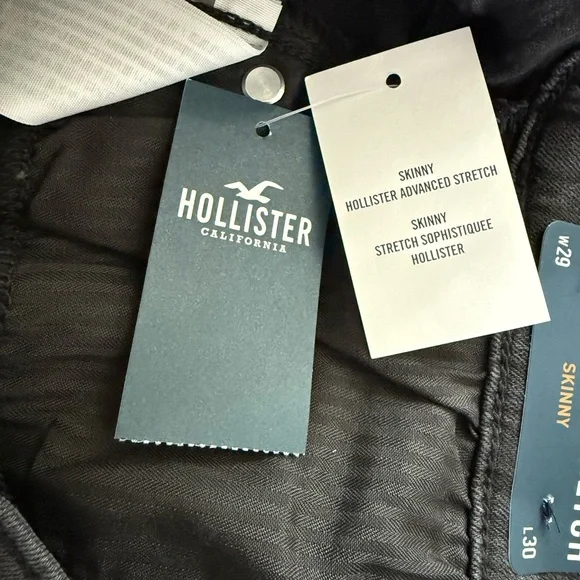 HOLLISTER
CALIFORNIA
SKINNY
HOLLISTER ADVANCED STRETCH
SKINNY
STRETCH SOPHISTIQUEE
HOLLISTER
W29
SKINNY
L30